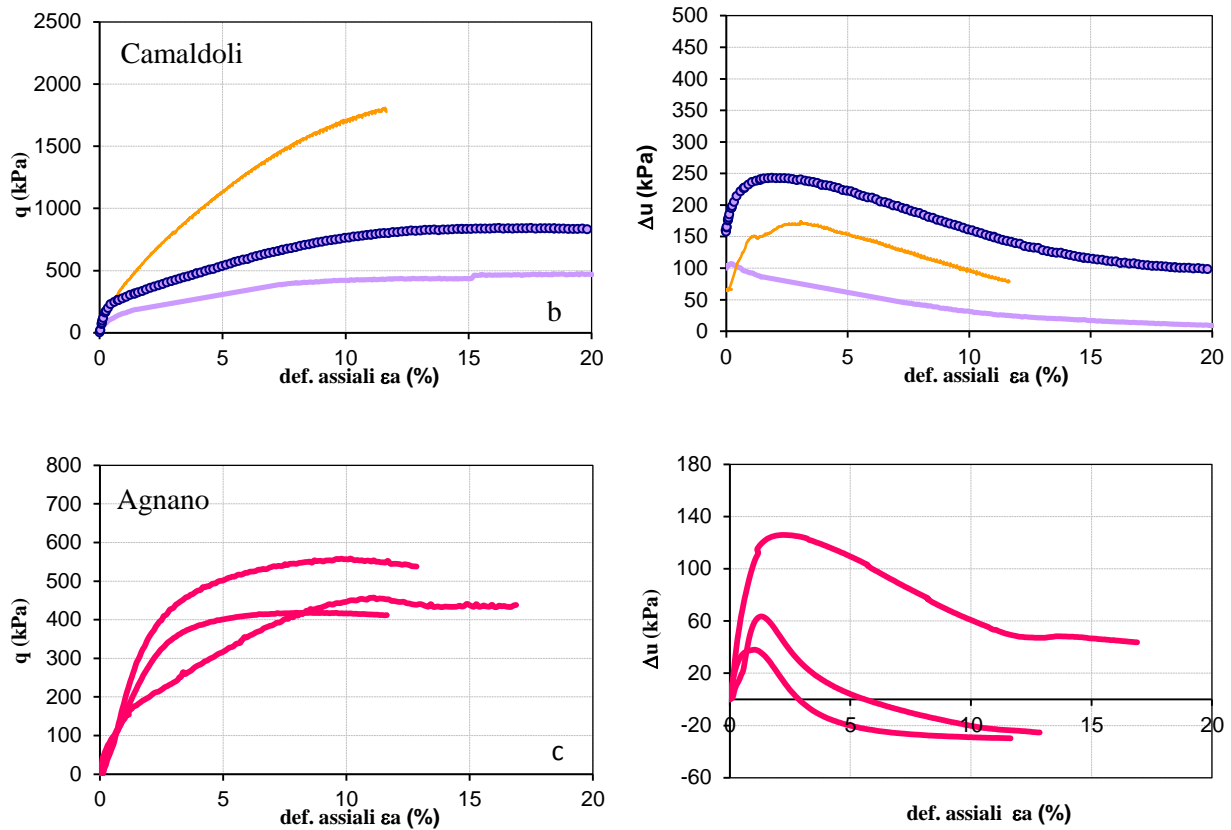 2500
2000
1500
1000
500
0
q (kPa)
Camaldoli
b
0 5 10 15 20
def. assiali εa (%)
500
450
400
350
300
250
200
150
100
50
0
Δu (kPa)
0 5 10 15 20
def. assiali εa (%)
800
700
600
500
400
300
200
100
0
q (kPa)
Agnano
c
0 5 10 15 20
def. assiali εa (%)
180
140
100
60
20
-20
-60
Δu (kPa)
0 5 10 15 20
def. assiali εa (%)